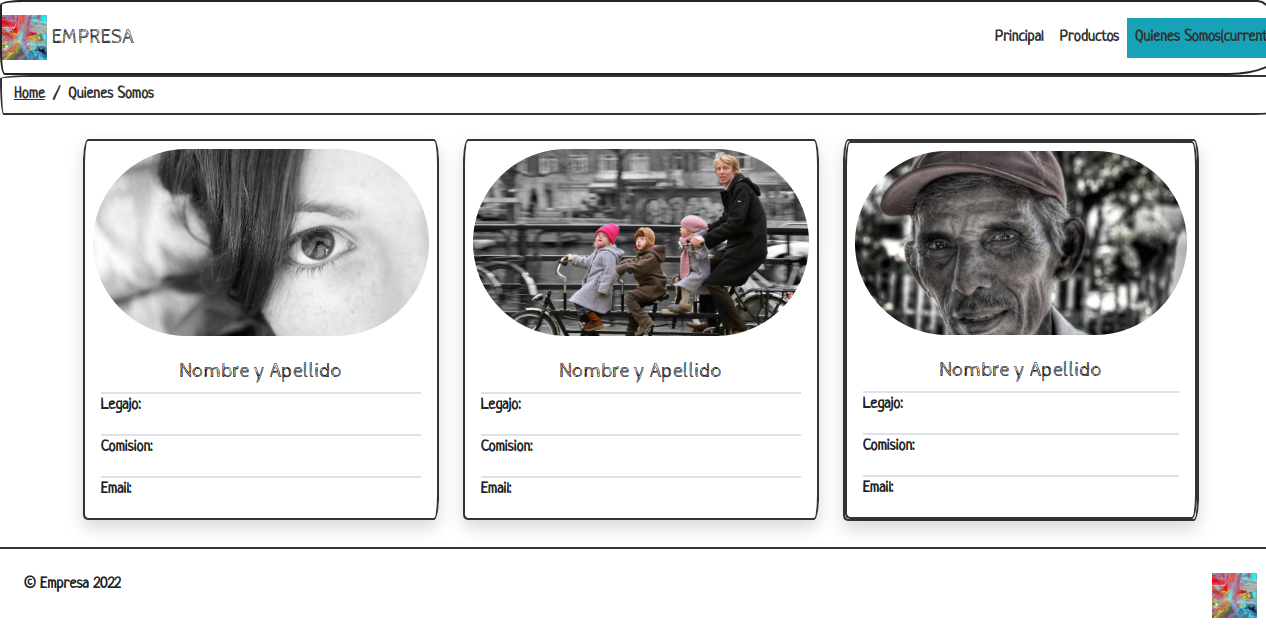 EMPRESA
Principal Productos Quienes Somos(current
Home / Quienes Somos
Nombre y Apellido
Legajo:
Comision:
Email:
Nombre y Apellido
Legajo:
Comision:
Email:
Nombre y Apellido
Legajo:
Comision:
Email:
© Empresa 2022